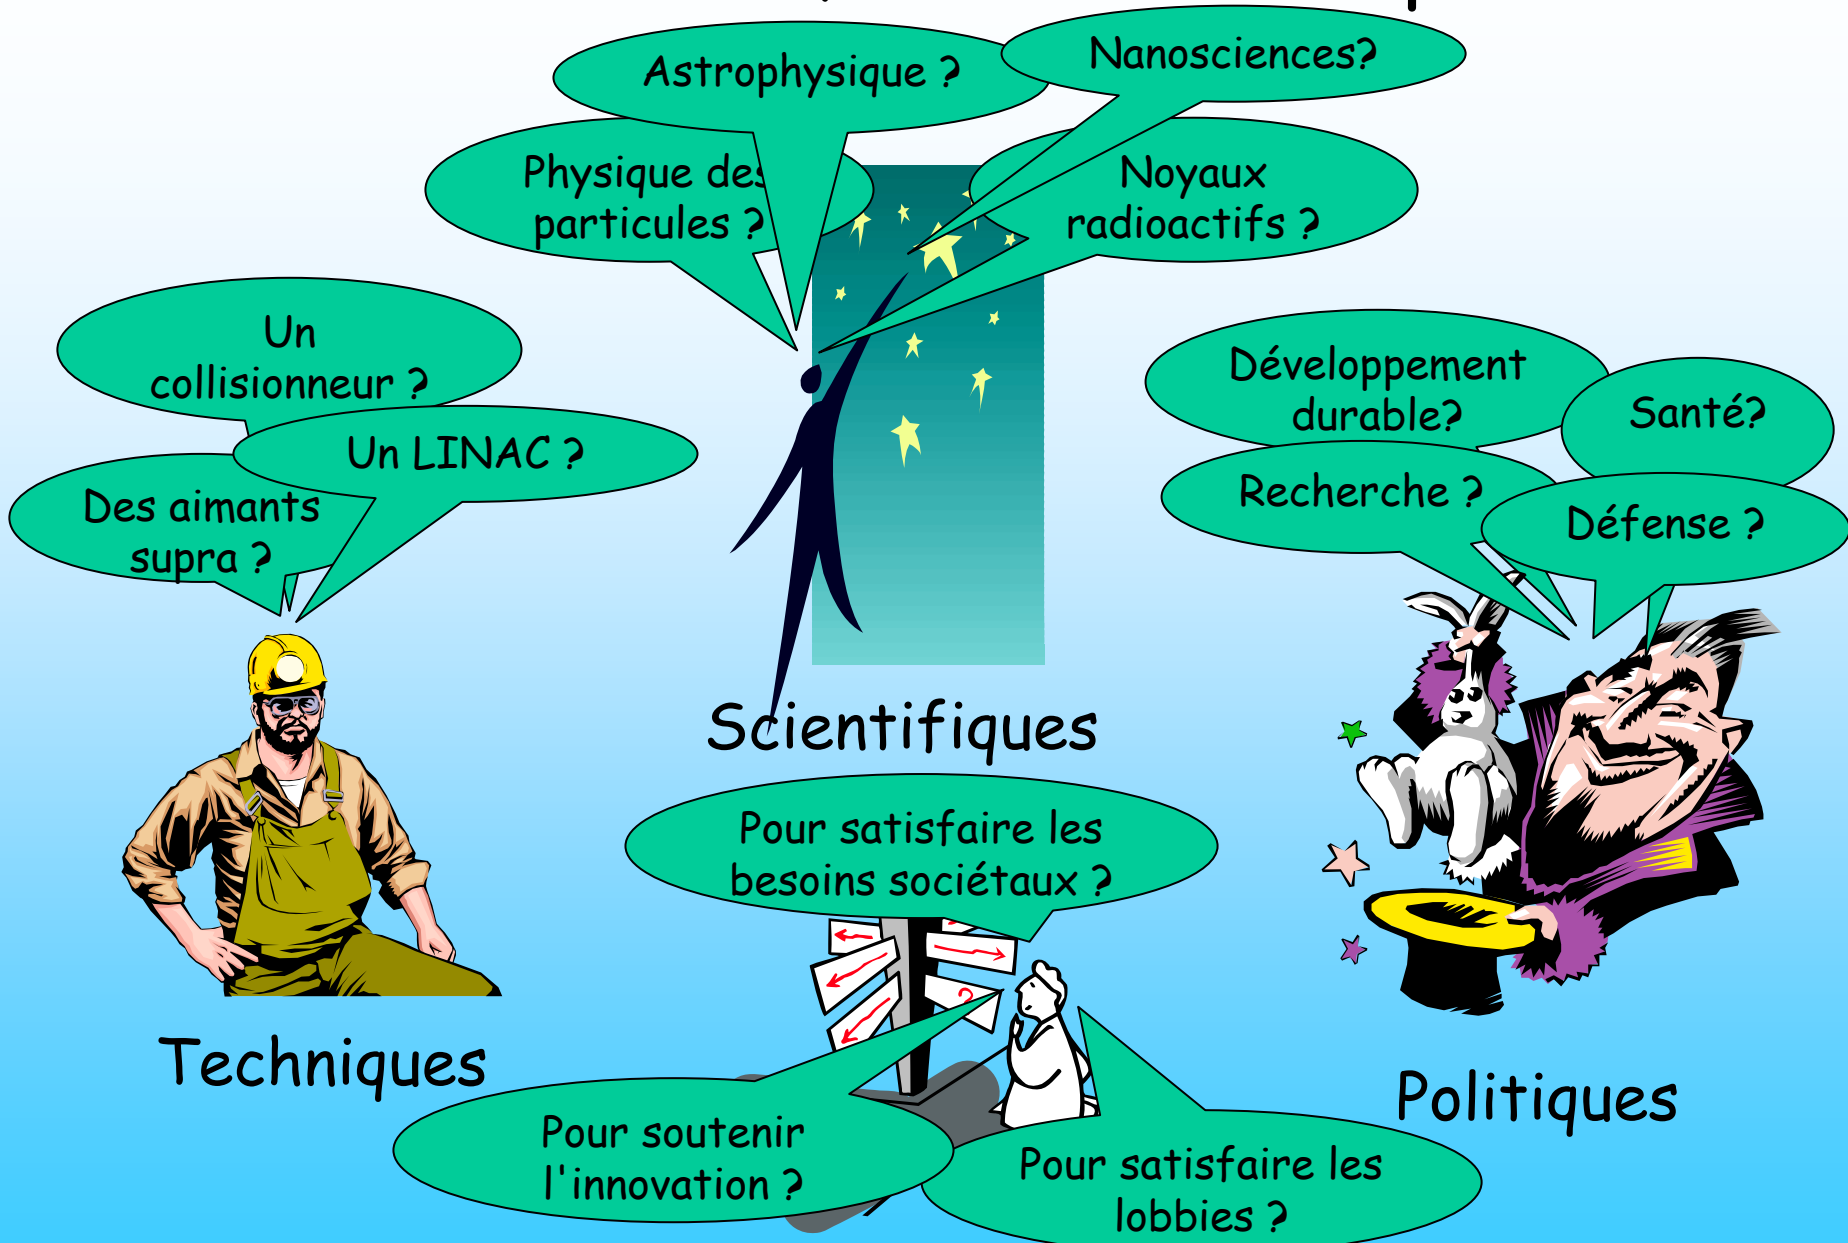 Astrophysique ?
Nanosciences?
Physique des
particules ?
Noyaux
radioactifs ?
Un
collisionneur ?
Un LINAC ?
Des aimants
supra ?
Développement
durable?
Santé?
Recherche ?
Défense ?
Scientifiques
Pour satisfaire les
besoins sociétaux ?
Techniques
Politiques
Pour soutenir
l'innovation ?
Pour satisfaire les
lobbies ?